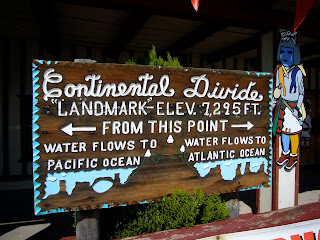 Continental Divide
"LANDMARK"-ELEV. 7,295 FT.
← FROM THIS POINT →
WATER FLOWS TO
PACIFIC OCEAN
WATER FLOWS TO
ATLANTIC OCEAN